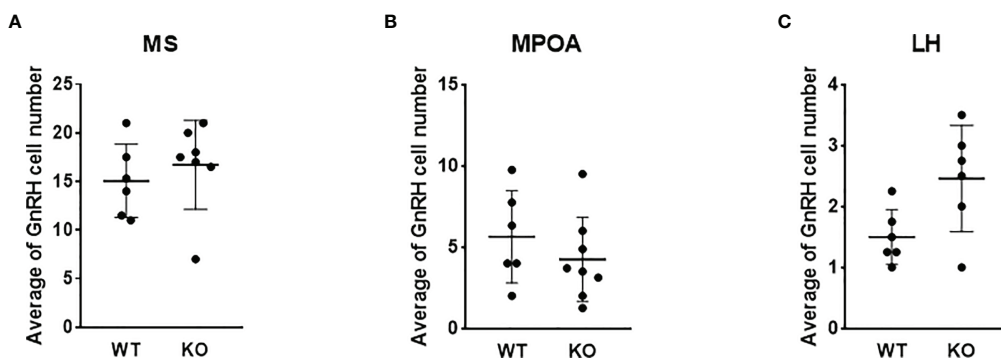 A
MS
Average of GnRH cell number
25
20
15
10
5
0
WT KO
B
MPOA
Average of GnRH cell number
15
10
5
0
WT KO
C
LH
Average of GnRH cell number
4
3
2
1
0
WT KO